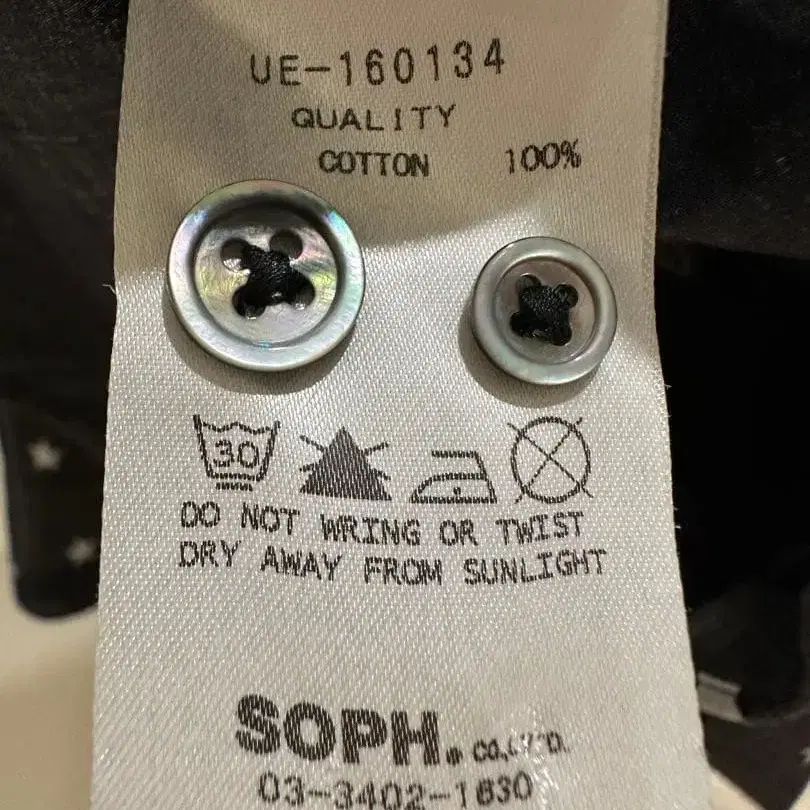 UE-160134
QUALITY
COTTON 100%
30
DO NOT WRING OR TWIST
DRY AWAY FROM SUNLIGHT
SOPH. CO.,LTD.
03-3402-1630